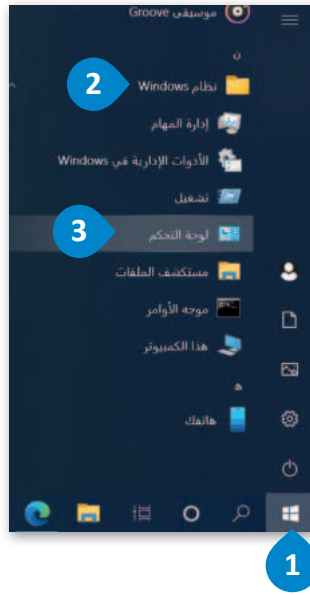 موسيقى Groove
ن
2 نظام Windows
إدارة المهام
الأدوات الإدارية في Windows
تشغيل
3 لوحة التحكم
مستكشف الملفات
موجه الأوامر
هذا الكمبيوتر
ه
هاتفك
1